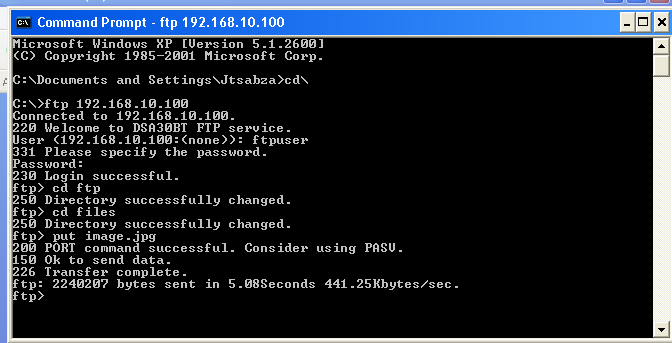 Command Prompt - ftp 192.168.10.100
Microsoft Windows XP [Version 5.1.2600]
(C) Copyright 1985-2001 Microsoft Corp.
C:\Documents and Settings\Jtsabza>cd\
C:\>ftp 192.168.10.100
Connected to 192.168.10.100.
220 Welcome to DSA30BT FTP service.
User (192.168.10.100:(none)): ftpuser
331 Please specify the password.
Password:
230 Login successful.
ftp> cd ftp
250 Directory successfully changed.
ftp> cd files
250 Directory successfully changed.
ftp> put image.jpg
200 PORT command successful. Consider using PASV.
150 Ok to send data.
226 Transfer complete.
ftp: 2240207 bytes sent in 5.08Seconds 441.25Kbytes/sec.
ftp>